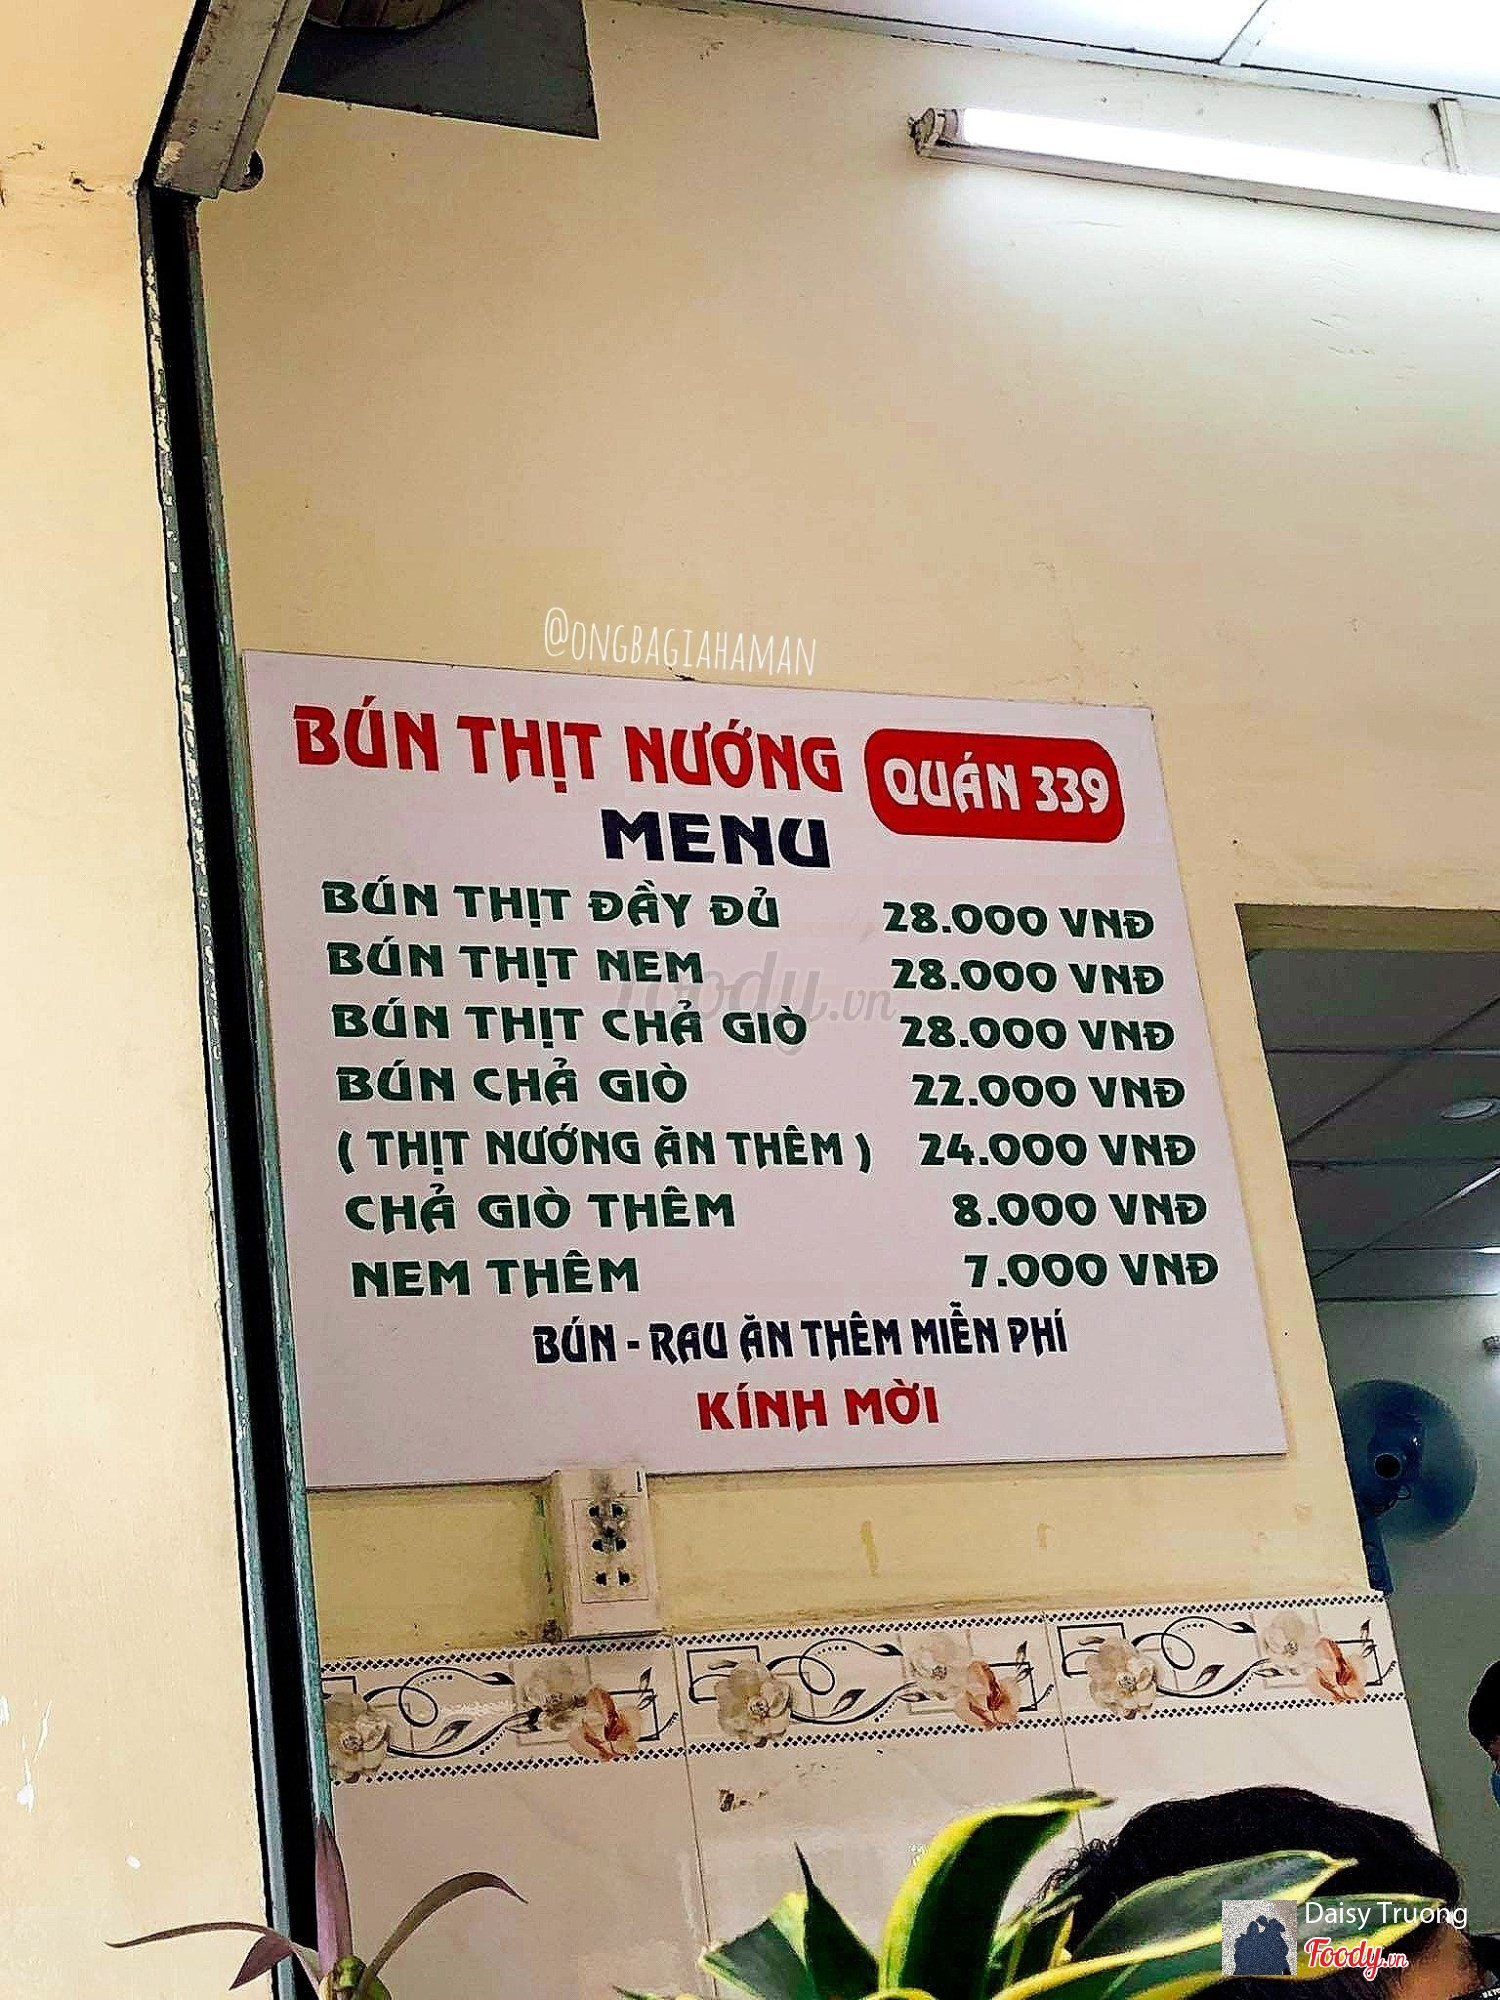 @ONGBAGIAHAMAN
BÚN THỊT NƯỚNG QUÁN 339
MENU
BÚN THỊT ĐẦY ĐỦ 28.000 VNĐ
BÚN THỊT NEM 28.000 VNĐ
BÚN THỊT CHẢ GIÒ 28.000 VNĐ
BÚN CHẢ GIÒ 22.000 VNĐ
( THỊT NƯỚNG ĂN THÊM ) 24.000 VNĐ
CHẢ GIÒ THÊM 8.000 VNĐ
NEM THÊM 7.000 VNĐ
BÚN - RAU ĂN THÊM MIỄN PHÍ
KÍNH MỜI
Foody.vn
Daisy Truong
Foody.vn